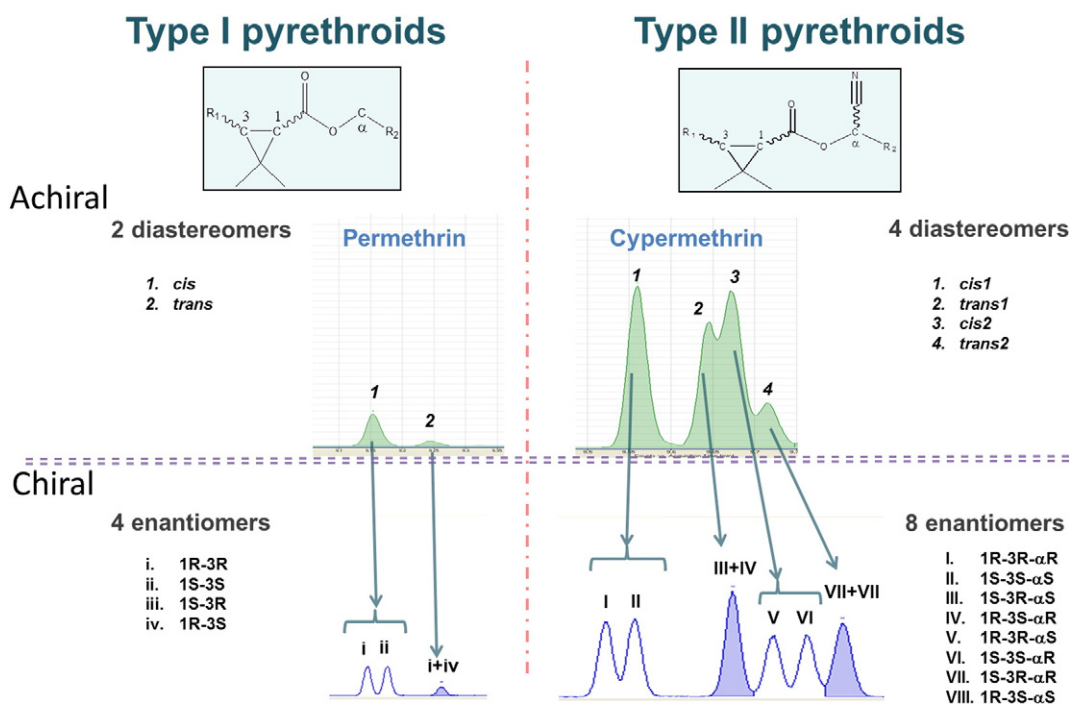 Type I pyrethroids
Type II pyrethroids
O
R1
3
1
C
C
O
C
α
R2
N
C
O
R1
3
1
C
C
O
C
α
R2
Achiral
2 diastereomers
1. cis
2. trans
Permethrin
1
2
Cypermethrin
1
2
3
4
4 diastereomers
1. cis1
2. trans1
3. cis2
4. trans2
Chiral
4 enantiomers
i. 1R-3R
ii. 1S-3S
iii. 1S-3R
iv. 1R-3S
i
ii
i+iv
I
II
III+IV
V
VI
VII+VII
8 enantiomers
I. 1R-3R-αR
II. 1S-3S-αS
III. 1S-3R-αS
IV. 1R-3S-αR
V. 1R-3R-αS
VI. 1S-3S-αR
VII. 1S-3R-αR
VIII. 1R-3S-αS